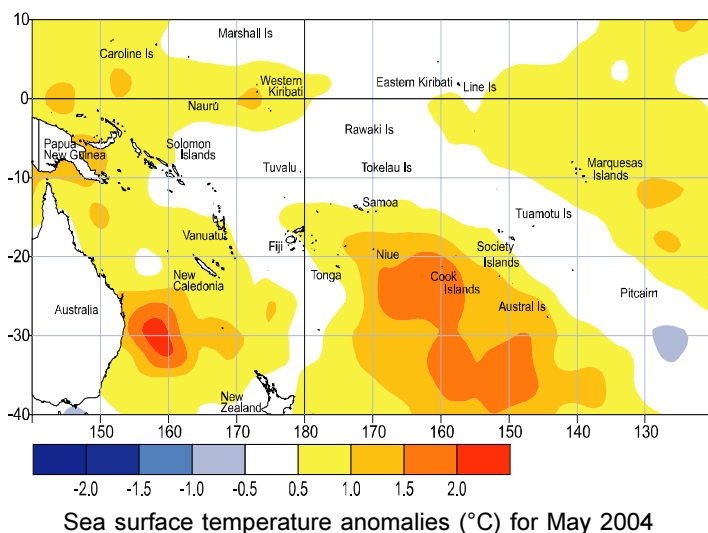 10
Marshall Is
Caroline Is
Western
Kiribati
Eastern Kiribati
Line Is
0
Naurū
Rawaki Is
Papua
New Guinea
Solomon
Islands
Tuvalu
Tokelau Is
Marquesas
Islands
-10
Samoa
Tuamotu Is
Vanuatu
Fiji
-20
Niue
Society
Islands
New
Caledonia
Tonga
Cook
Islands
Pitcairn
Australia
Austral Is
-30
New
Zealand
-40
150 160 170 180 170 160 150 140 130
-2.0 -1.5 -1.0 -0.5 0.5 1.0 1.5 2.0
Sea surface temperature anomalies (°C) for May 2004